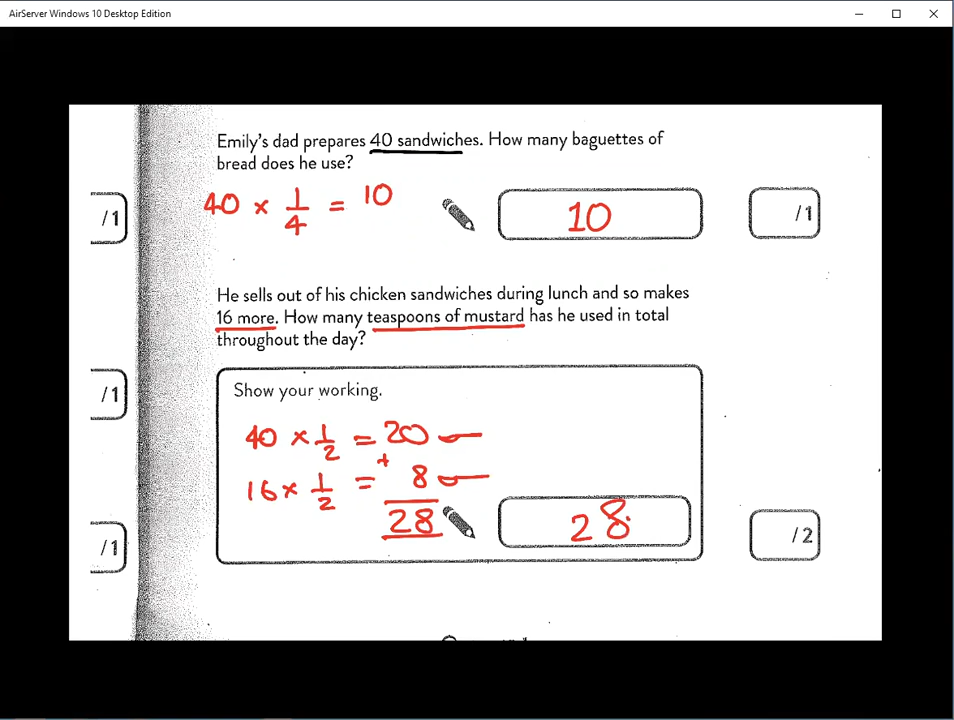 AirServer Windows 10 Desktop Edition
Emily's dad prepares 40 sandwiches. How many baguettes of
bread does he use?
/1
40 × 1/4 = 10
10
/1
He sells out of his chicken sandwiches during lunch and so makes
16 more. How many teaspoons of mustard has he used in total
throughout the day?
/1
Show your working.
40 × 1/2 = 20
+
16 × 1/2 = 8
28
28
/1
/2